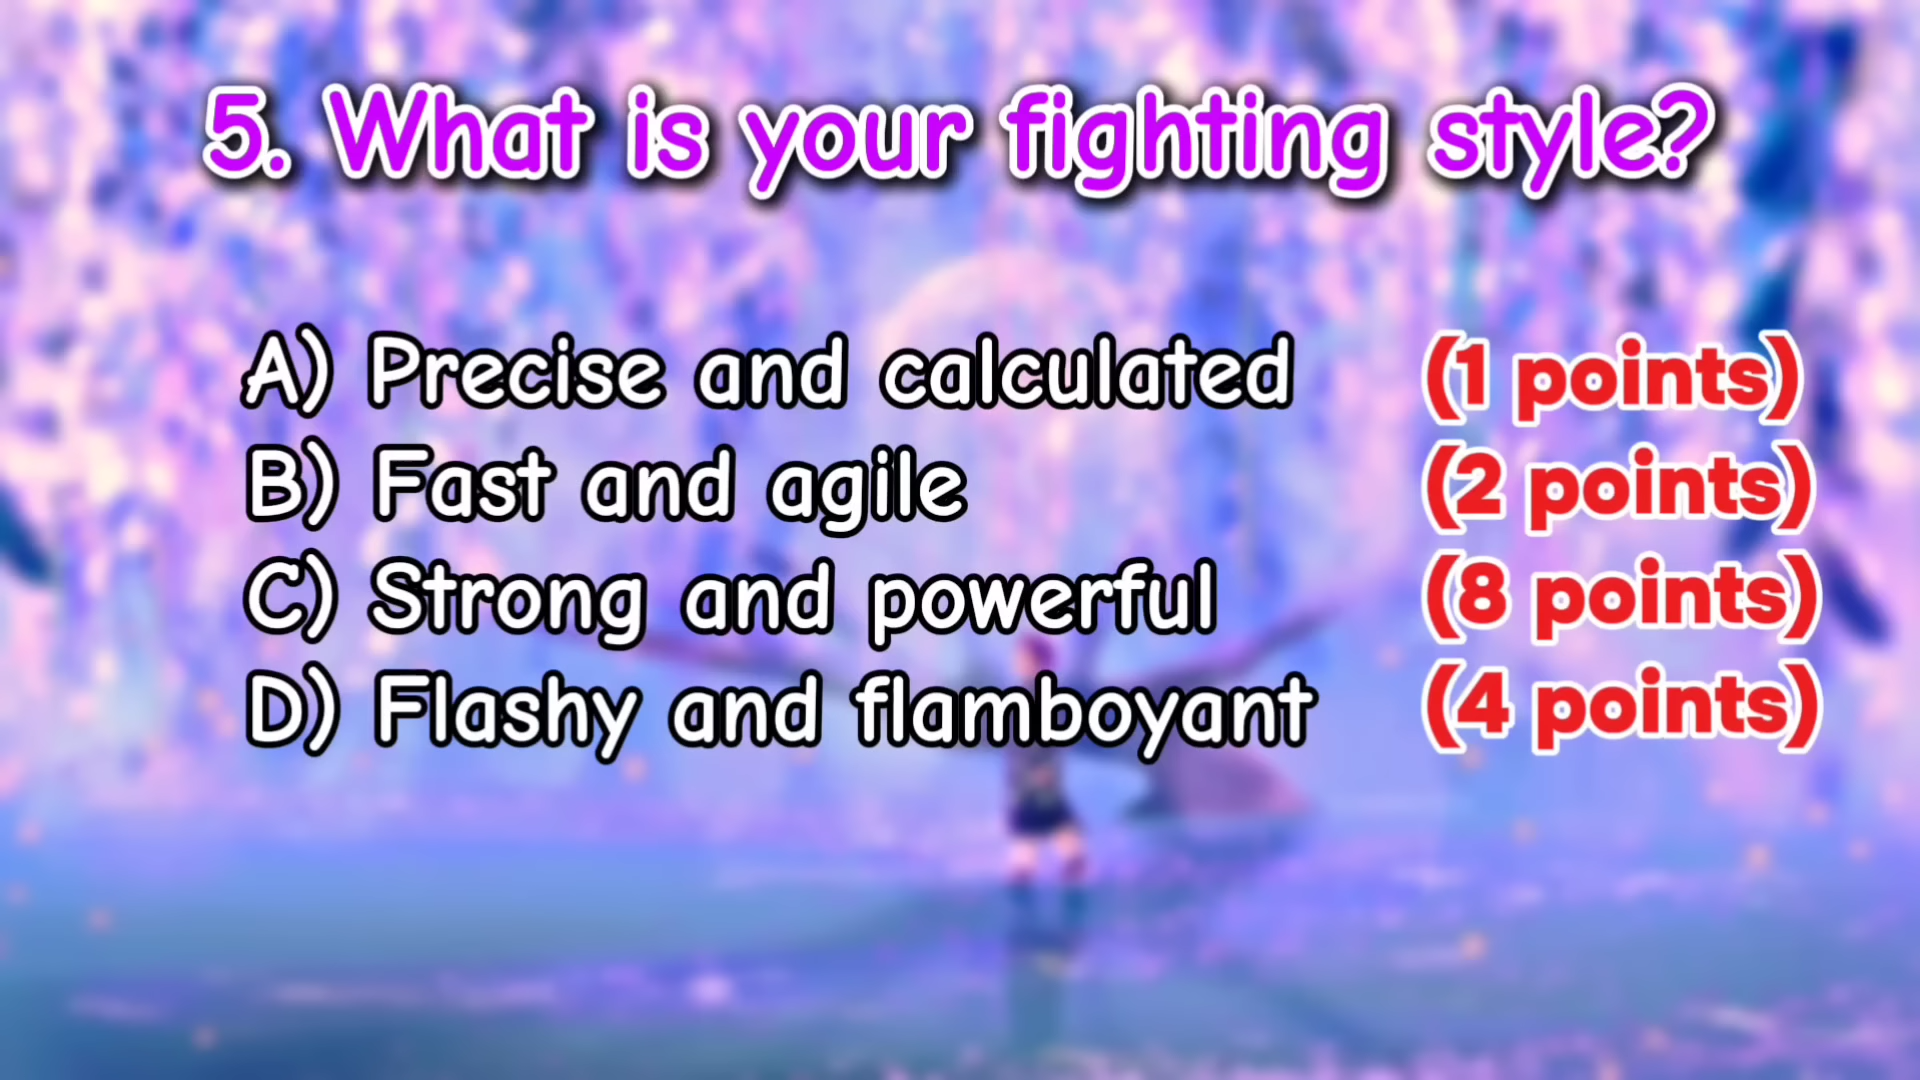 5. What is your fighting style?
A) Precise and calculated (1 points)
B) Fast and agile (2 points)
C) Strong and powerful (8 points)
D) Flashy and flamboyant (4 points)